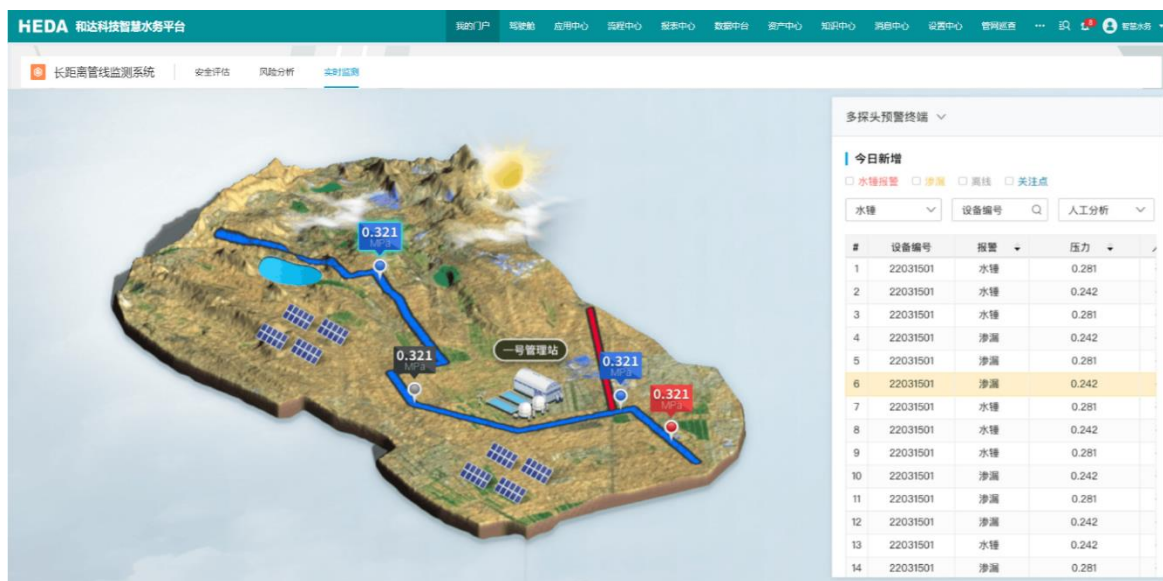 HEDA 和达科技智慧水务平台 我的门户 驾驶舱 应用中心 流程中心 报表中心 数据中台 资产中心 知识中心 消息中心 设置中心 管网巡查 ... 8 智慧水务
长距离管线监测系统 安全评估 风险分析 实时监测
多探头预警终端
今日新增
水锤报警 渗漏 离线 关注点
水锤 设备编号 人工分析
# 设备编号 报警 压力
1 22031501 水锤 0.281
2 22031501 水锤 0.242
3 22031501 水锤 0.281
4 22031501 渗漏 0.242
5 22031501 渗漏 0.281
6 22031501 渗漏 0.242
7 22031501 水锤 0.281
8 22031501 水锤 0.242
9 22031501 水锤 0.281
10 22031501 渗漏 0.242
11 22031501 渗漏 0.281
12 22031501 渗漏 0.242
13 22031501 水锤 0.242
14 22031501 渗漏 0.281
0.321
MPa
一号管理站
0.321
MPa
0.321
MPa
0.321
MPa